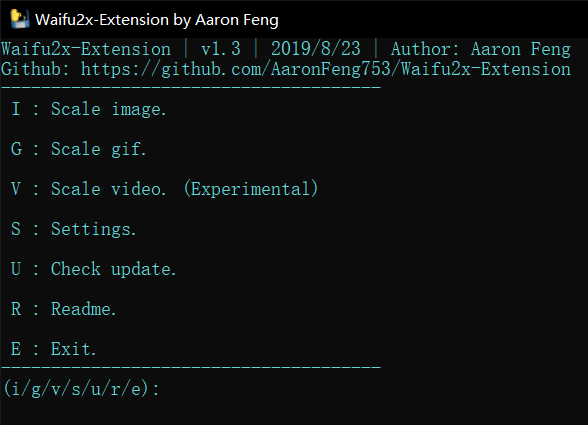 Waifu2x-Extension by Aaron Feng
Waifu2x-Extension | v1.3 | 2019/8/23 | Author: Aaron Feng
Github: https://github.com/AaronFeng753/Waifu2x-Extension
--------------------------------------
I : Scale image.
G : Scale gif.
V : Scale video. (Experimental)
S : Settings.
U : Check update.
R : Readme.
E : Exit.
--------------------------------------
(i/g/v/s/u/r/e):